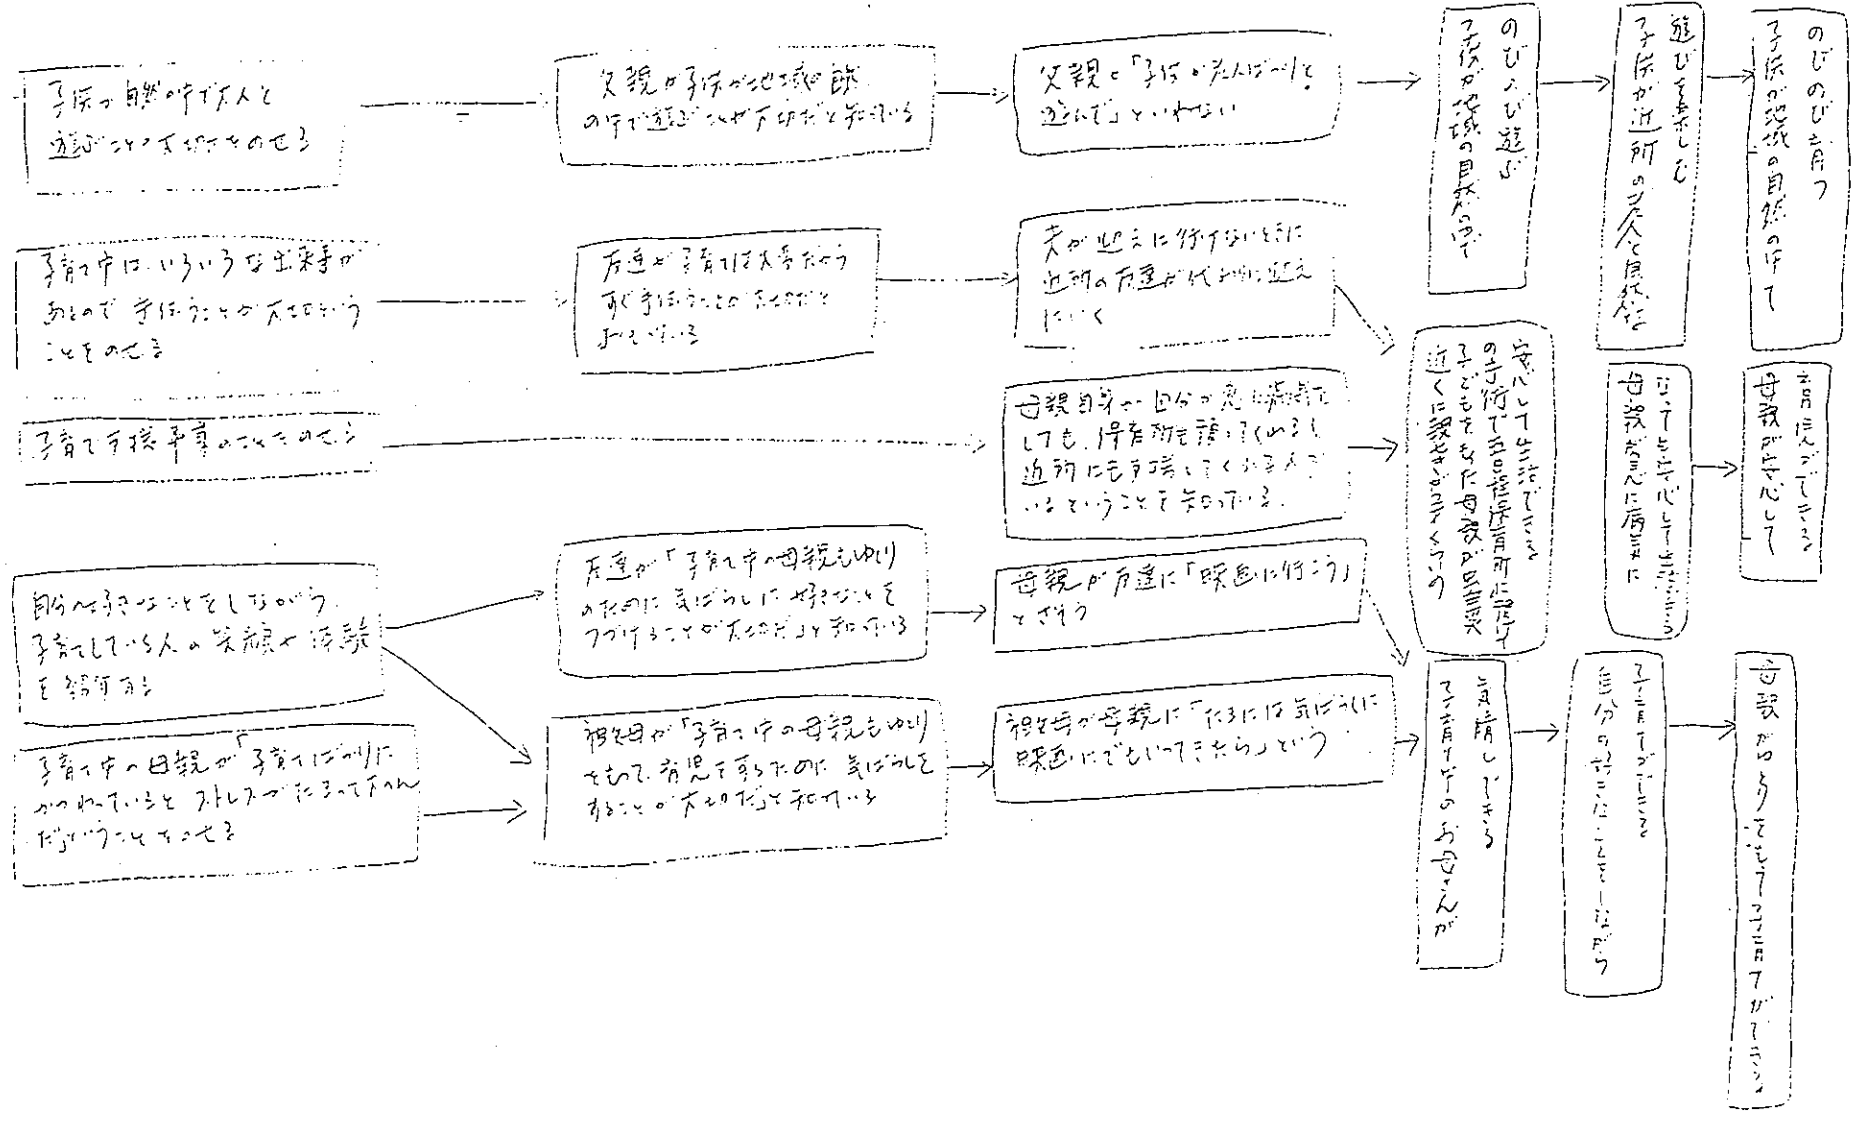 子供が自然の中で大人と
遊ぶことの大切さをのせる
父親が子供が地域の自然
の中で遊ぶことが大切だと知っている
父親に「子供が大人ばかりと
遊んで」といわない
子供が地域の自然の中で
のびのび遊ぶ
子供が近所の大人と自然な
遊びを楽しむ
子供が地域の自然の中で
のびのび育つ
子育て中は、いろいろな出来事が
あるので 手伝うことが大切という
ことをのせる
友達が子育ては大変だから
すぐ手伝うことが大切だと
おもっている
夫が迎えに行けないときに
近所の友達が代わりに迎え
にいく
子育て支援事業のことをのせる
母親自身が自分が急に病気を
しても、保育所も預ってくれるし
近所にも支援してくれる人が
いるということを知っている
近くに親せきがなく
子どもをもった母親が
保育所に預け
安心して生活できる
母親が急に病気に
なっても安心して生活できる
母親が安心して
育児ができる
自分の好きなことをしながら、
子育てしている人の笑顔や体験
を紹介する
友達が「子育て中の母親もゆとり
のために気ばらしに好きなことを
つづけることが大切だ」と知っている
母親が友達に「映画に行こう」
とさそう
子育て中の母親が「子育てばかりに
かかわっていると ストレスがたまって大へん
だ」ということをのせる
祖父母が「子育て中の母親もゆとり
をもって、育児をするために 気ばらしを
することが大切だ」と知っている
祖父母が母親に「たまには気ばらしに
映画にでもいってきたら」という
子育て中のお母さんが
気晴しできる
自分の好きなことをしながら
子育てができる
母親がゆとりをもって子育てができる